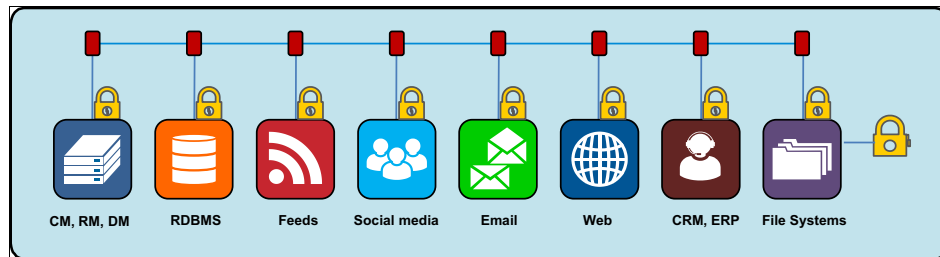 CM, RM, DM
RDBMS
Feeds
Social media
Email
Web
CRM, ERP
File Systems